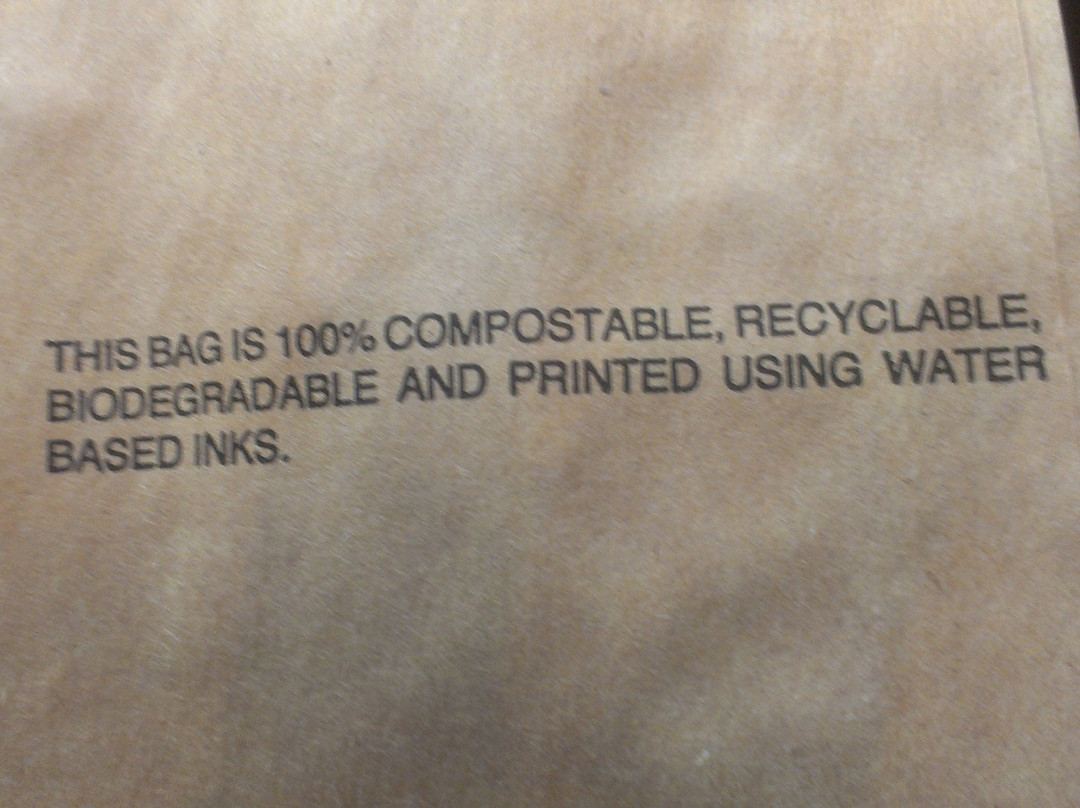 THIS BAG IS 100% COMPOSTABLE, RECYCLABLE,
BIODEGRADABLE AND PRINTED USING WATER
BASED INKS.